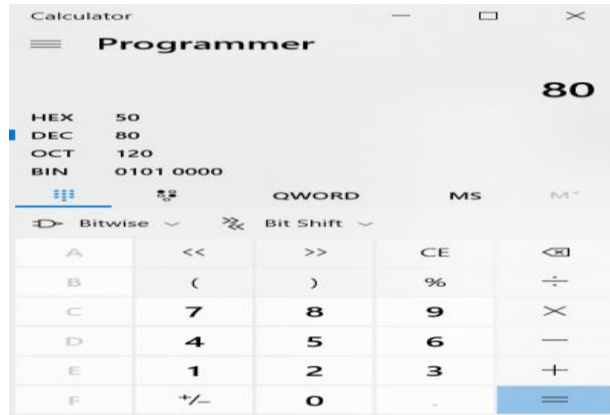 Calculator
Programmer
80
HEX 50
DEC 80
OCT 120
BIN 0101 0000
QWORD MS M˅
Bitwise Bit Shift
A << >> CE
B ( ) % ÷
C 7 8 9 ×
D 4 5 6 −
E 1 2 3 +
F +/− 0 . =